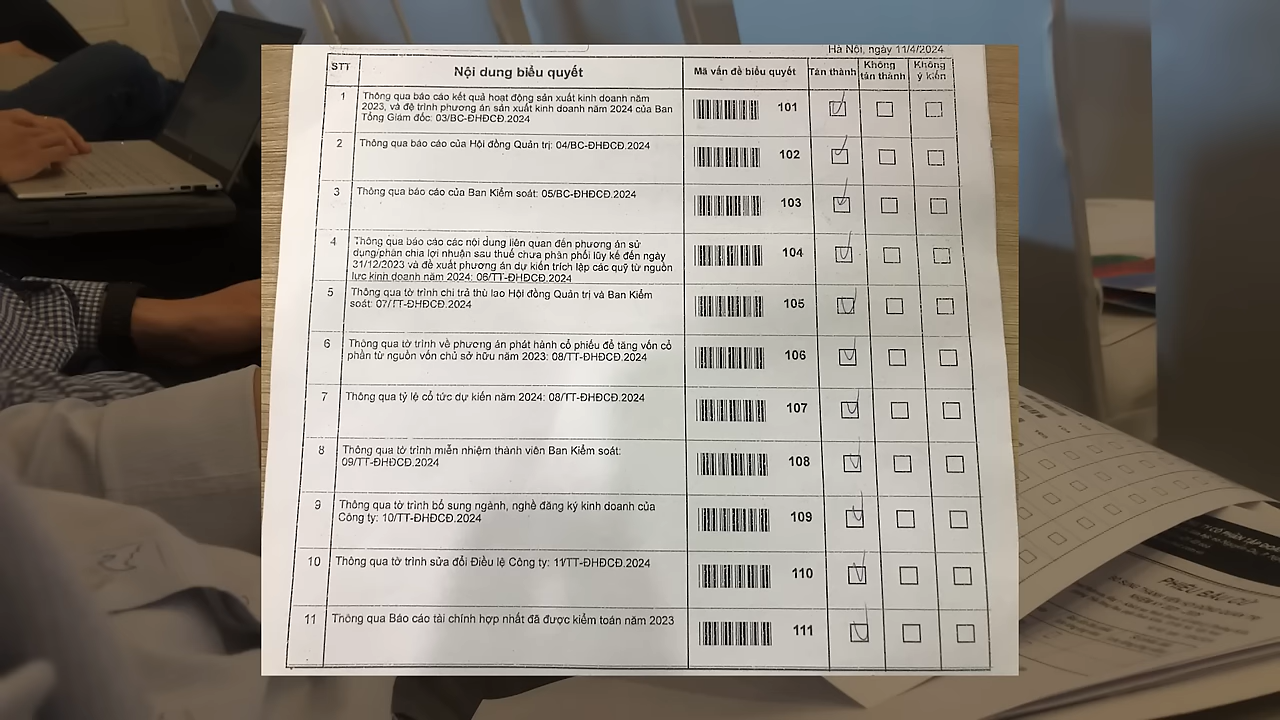 Hà Nội, ngày 11/4/2024
STT Nội dung biểu quyết Mã vấn đề biểu quyết Tán thành Không tán thành Không ý kiến
1 Thông qua báo cáo kết quả hoạt động sản xuất kinh doanh năm
2023, và đệ trình phương án sản xuất kinh doanh năm 2024 của Ban
Tổng Giám đốc: 03/BC-ĐHĐCĐ.2024
101
2 Thông qua báo cáo của Hội đồng Quản trị: 04/BC-ĐHĐCĐ.2024
102
3 Thông qua báo cáo của Ban Kiểm soát: 05/BC-ĐHĐCĐ.2024
103
4 Thông qua báo cáo các nội dung liên quan đến phương án sử
dụng/phân chia lợi nhuận sau thuế chưa phân phối lũy kế đến ngày
31/12/2023 và đề xuất phương án dự kiến trích lập các quỹ từ nguồn
lực kinh doanh năm 2024: 06/TT-ĐHĐCĐ.2024
104
5 Thông qua tờ trình chi trả thù lao Hội đồng Quản trị và Ban Kiểm
soát: 07/TT-ĐHĐCĐ.2024
105
6 Thông qua tờ trình về phương án phát hành cổ phiếu để tăng vốn cổ
phần từ nguồn vốn chủ sở hữu năm 2023: 08/TT-ĐHĐCĐ.2024
106
7 Thông qua tỷ lệ cổ tức dự kiến năm 2024: 08/TT-ĐHĐCĐ.2024
107
8 Thông qua tờ trình miễn nhiệm thành viên Ban Kiểm soát:
09/TT-ĐHĐCĐ.2024
108
9 Thông qua tờ trình bổ sung ngành, nghề đăng ký kinh doanh của
Công ty: 10/TT-ĐHĐCĐ.2024
109
10 Thông qua tờ trình sửa đổi Điều lệ Công ty: 11/TT-ĐHĐCĐ.2024
110
11 Thông qua Báo cáo tài chính hợp nhất đã được kiểm toán năm 2023
111
PHIẾU BẦU CỬ